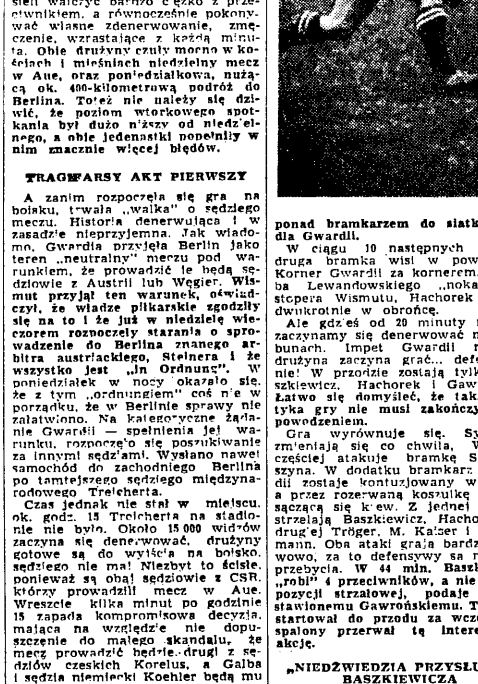 sieli walczyć bardzo ciężko z prze-
ciwnikiem, a równocześnie pokony-
wać własne zdenerwowanie, zmę-
czenie, wzrastające z każdą minu-
ta. Obie drużyny czuły mocno w ko-
ściach i mieśniach niedzielny mecz
w Aue, oraz poniedziałkową, nużą-
cą ok. 400-kilometrową podróż do
Berlina. Toteż nie należy się dzi-
wić, że poziom wtorkowego spot-
kania był dużo niższy od niedziel-
nego, a obie jedenastki popełniły w
nim znacznie więcej błędów.
TRAGIFARSY AKT PIERWSZY
A zanim rozpoczęła się gra na
boisku, trwała „walka" o sędziego
meczu. Historia denerwująca i w
zasadzie nieprzyjemna. Jak wiado-
mo, Gwardia przyjęła Berlin jako
teren „neutralny" meczu pod wa-
runkiem, że prowadzić je będą sę-
dziowie z Austrii lub Węgier. Wis-
mut przyjął ten warunek, oświad-
czył, że władze piłkarskie zgodziły
się na to i że już w niedzielę wie-
czorem rozpoczęły starania o spro-
wadzenie do Berlina znanego ar-
bitra austriackiego, Steinera i że
wszystko jest „in Ordnung". W
poniedziałek w nocy okazało się,
że z tym „ordnungiem" coś nie w
porządku, że w Berlinie sprawy nie
załatwiono. Na kategoryczne żąda-
nie Gwardii — spełnienia jej wa-
runku, rozpoczęło się poszukiwanie
za innymi sędziami. Wysłano nawet
samochód do zachodniego Berlina
po tamtejszego sędziego międzyna-
rodowego Treicherta.
Czas jednak nie stał w miejscu.
ok. godz. 15 Treicherta na stadio-
nie nie było. Około 15 000 widzów
zaczyna się denerwować, drużyny
gotowe są do wyjścia na boisko,
sędziego nie ma! Niezbyt to ściśle,
ponieważ są obaj sędziowie z CSR,
którzy prowadzili mecz w Aue.
Wreszcie kilka minut po godzinie
15 zapada kompromisowa decyzja,
mająca na względzie nie dopu-
szczenie do małego skandalu, że
mecz prowadzić będzie drugi z sę-
dziów czeskich Korelus, a Galba
i sędzia niemiecki Koehler będą mu
ponad bramkarzem do siatk
dla Gwardii.
W ciągu 10 następnych
druga bramka wisi w pow
Korner Gwardii za kornerem.
ba Lewandowskiego „noka
stopera Wismutu, Hachorek
dwukrotnie w obrońcę.
Ale gdzieś od 20 minuty
zaczynamy się denerwować n
bunach. Impet Gwardii
drużyna zaczyna grać... defe
nie! W przodzie zostają tylk
szkiewicz, Hachorek i Gaw
Łatwo się domyśleć, że tak
tyka gry nie musi zakończy
powodzeniem.
Gra wyrównuje się. Sy
zmieniają się co chwila, W
częściej atakuje bramkę S
szyna. W dodatku bramkarz
dii zostaje kontuzjowany w
a przez rozerwaną koszulkę
sączącą się krew. Z jednej
strzelają Baszkiewicz, Hacho
drugiej Tröger, M. Kaiser i
mann. Oba ataki grają bardz
wowo, za to defensywy są n
przebycia. W 44 min. Baszk
„robi" 4 przeciwników, a nie
pozycji strzałowej, podaje
stawionemu Gawrońskiemu. T
startował do przodu za wcze
spalony przerwał tę intere
akcję.
„NIEDŹWIEDZIA PRZYSŁU
BASZKIEWICZA